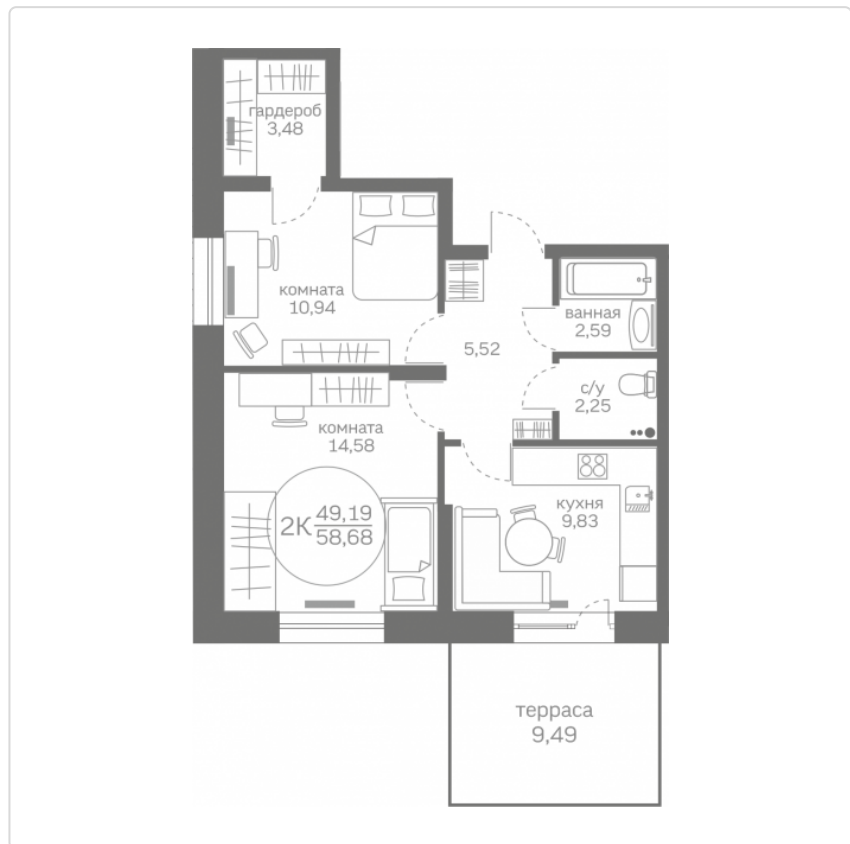 гардероб
3,48
комната
10,94
ванная
2,59
5,52
с/у
2,25
комната
14,58
2К
49,19
58,68
кухня
9,83
терраса
9,49